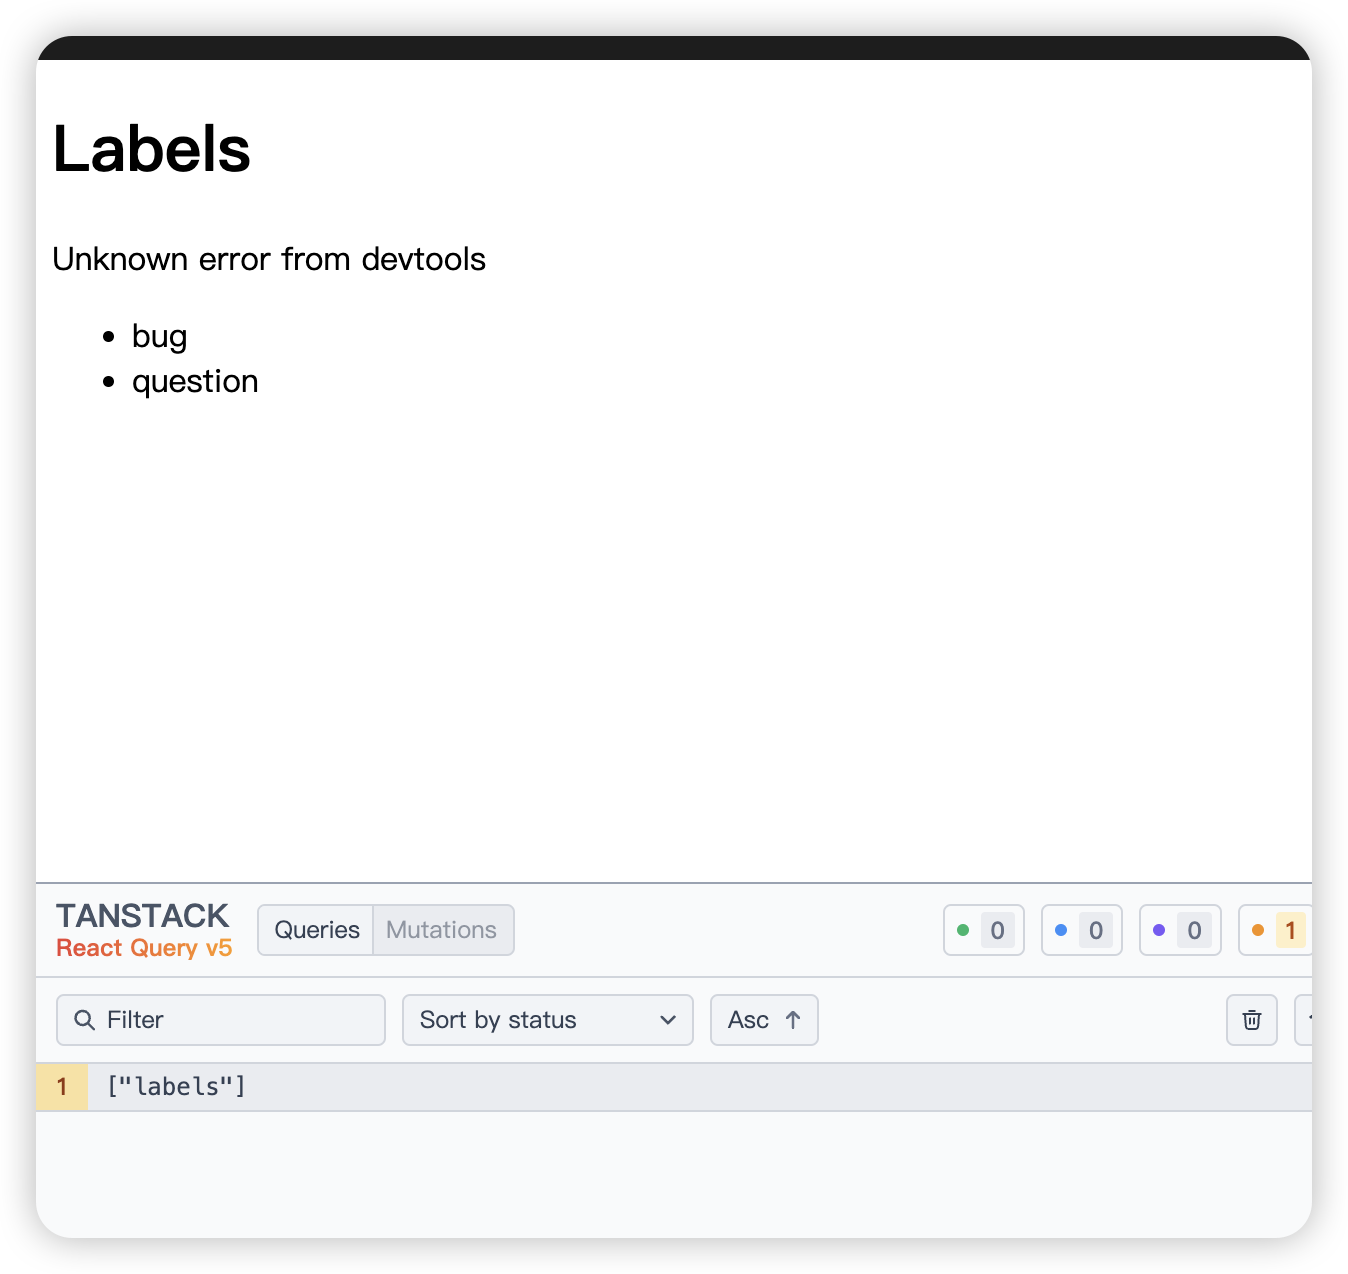 Labels
Unknown error from devtools
bug
question
TANSTACK
React Query v5
Queries
Mutations
0
0
0
1
Filter
Sort by status
Asc
1
["labels"]